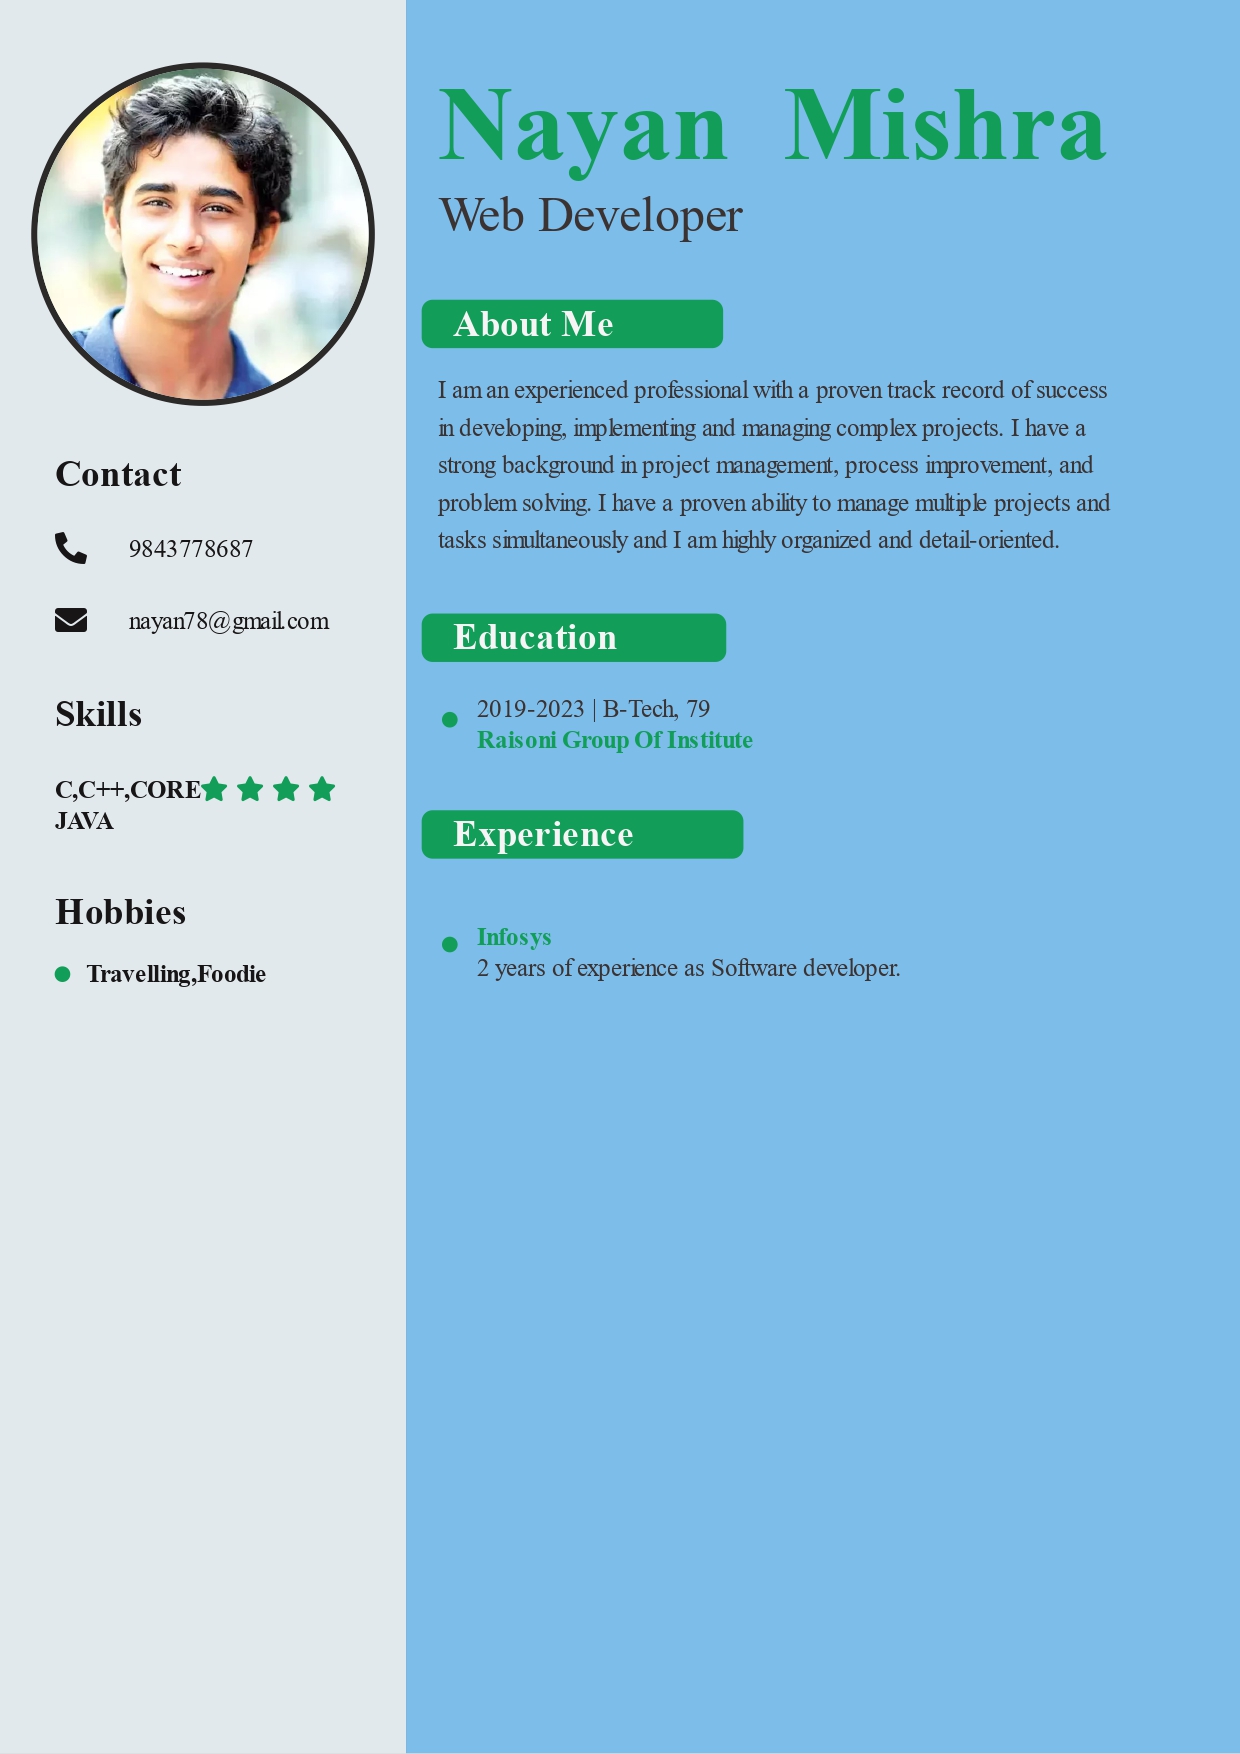 Nayan Mishra
Web Developer
About Me
I am an experienced professional with a proven track record of success
in developing, implementing and managing complex projects. I have a
strong background in project management, process improvement, and
problem solving. I have a proven ability to manage multiple projects and
tasks simultaneously and I am highly organized and detail-oriented.
Education
2019-2023 | B-Tech, 79
Raisoni Group Of Institute
Experience
Infosys
2 years of experience as Software developer.
Contact
9843778687
nayan78@gmail.com
Skills
C,C++,CORE
JAVA
Hobbies
Travelling,Foodie